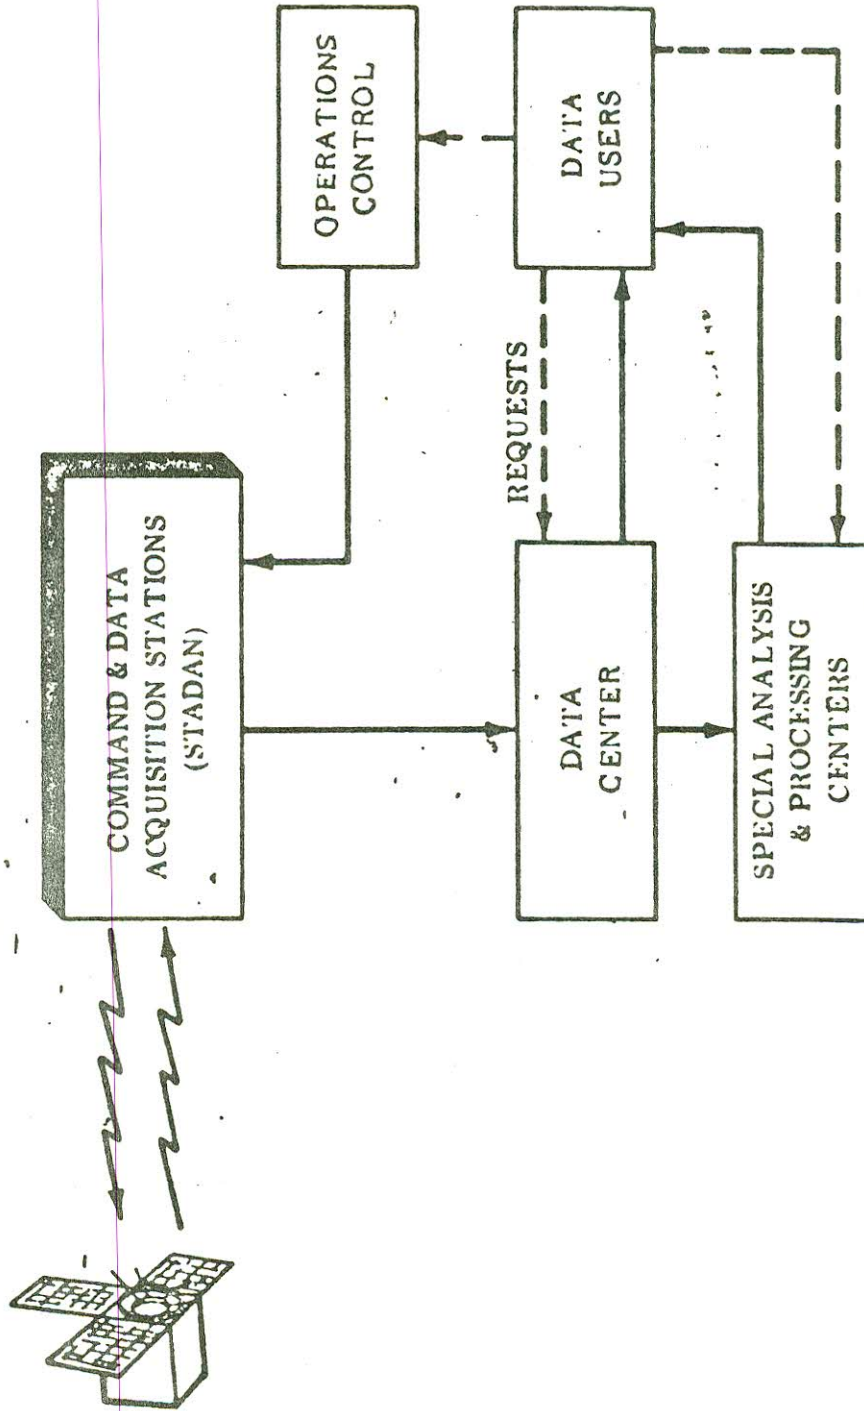 COMMAND & DATA
ACQUISITION STATIONS
(STADAN)
OPERATIONS
CONTROL
REQUESTS
DATA
CENTER
DATA
USERS
SPECIAL ANALYSIS
& PROCESSING
CENTERS